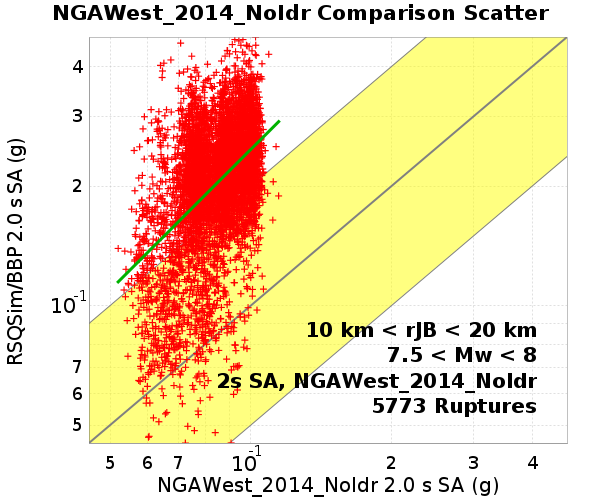 NGAWest_2014_NoIdr Comparison Scatter
RSQSim/BBP 2.0 s SA (g)
4
3
2
10-1
7
6
5
10 km < rJB < 20 km
7.5 < Mw < 8
2s SA, NGAWest_2014_NoIdr
5773 Ruptures
5 6 7 10-1 2 3 4
NGAWest_2014_NoIdr 2.0 s SA (g)